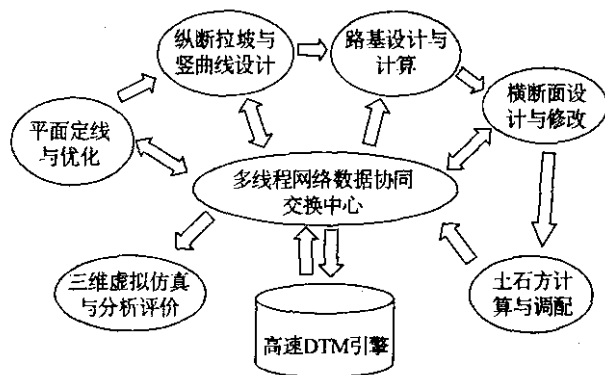 纵断拉坡与
竖曲线设计
路基设计与
计算
横断面设
计与修改
平面定线
与优化
多线程网络数据协同
交换中心
三维虚拟仿真
与分析评价
高速DTM引擎
土石方计
算与调配